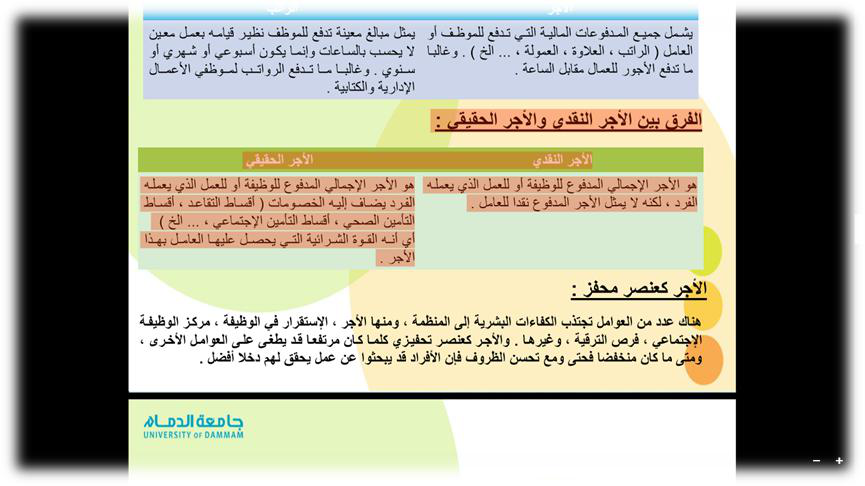 الأجر
الراتب
يشمل جميع المدفوعات المالية التي تدفع للموظف أو
العامل ( الراتب ، العلاوة ، العمولة ، ... الخ ) . وغالبا
ما تدفع الأجور للعمال مقابل الساعة .
يمثل مبالغ معينة تدفع للموظف نظير قيامه بعمل معين
لا يحسب بالساعات وإنما يكون أسبوعي أو شهري أو
سنوي . وغالبا ما تدفع الرواتب لموظفي الأعمال
الإدارية والكتابية .
الفرق بين الأجر النقدي والأجر الحقيقي :
الأجر النقدي
الأجر الحقيقي
هو الأجر الإجمالي المدفوع للوظيفة أو للعمل الذي يعمله
الفرد ، لكنه لا يمثل الأجر المدفوع نقدا للعامل .
هو الأجر الإجمالي المدفوع للوظيفة أو للعمل الذي يعمله
الفرد يضاف إليه الخصومات ( أقساط التقاعد ، أقساط
التأمين الصحي ، أقساط التأمين الإجتماعي ، ... الخ )
أي أنه القوة الشرائية التي يحصل عليها العامل بهذا
الأجر .
الأجر كعنصر محفز :
هناك عدد من العوامل تجتذب الكفاءات البشرية إلى المنظمة ، ومنها الأجر ، الإستقرار في الوظيفة ، مركز الوظيفة
الإجتماعي ، فرص الترقية ، وغيرها . والأجر كعنصر تحفيزي كلما كان مرتفعا قد يطغى على العوامل الأخرى ،
ومتى ما كان منخفضا فحتى ومع تحسن الظروف فإن الأفراد قد يبحثوا عن عمل يحقق لهم دخلا أفضل .
جامعة الدمام
UNIVERSITY OF DAMMAM